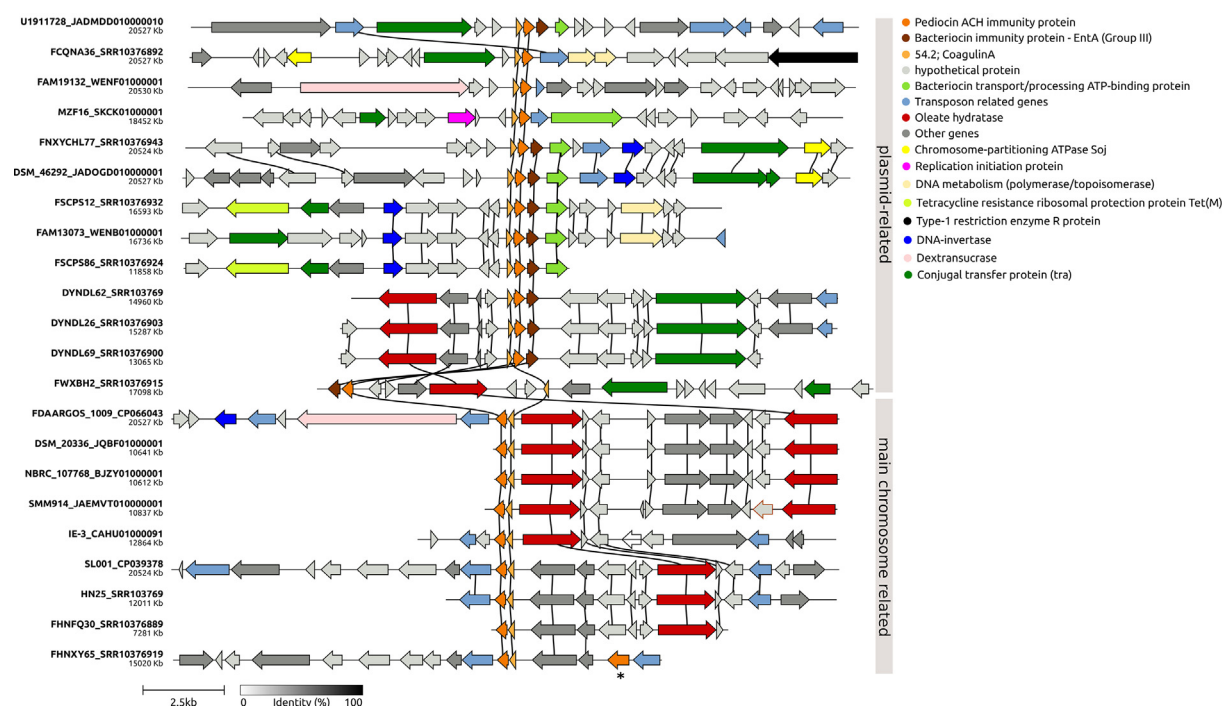 U1911728_JADMDD010000010
20527 Kb
FCQNA36_SRR10376892
20527 Kb
FAM19132_WENF01000001
20530 Kb
MZF16_SKCK01000001
18452 Kb
FNXYCHL77_SRR10376943
20524 Kb
DSM_46292_JADOGD010000001
20527 Kb
FSCPS12_SRR10376932
16593 Kb
FAM13073_WENB01000001
16736 Kb
FSCPS86_SRR10376924
11858 Kb
DYNDL62_SRR103769
14960 Kb
DYNDL26_SRR10376903
15287 Kb
DYNDL69_SRR10376900
13065 Kb
FWXBH2_SRR10376915
17098 Kb
FDAARGOS_1009_CP066043
20527 Kb
DSM_20336_JQBF01000001
10641 Kb
NBRC_107768_BJZY01000001
10612 Kb
SMM914_JAEMVT010000001
10837 Kb
IE-3_CAHU01000091
12864 Kb
SL001_CP039378
20524 Kb
HN25_SRR103769
12011 Kb
FHNFQ30_SRR10376889
7281 Kb
FHNXY65_SRR10376919
15020 Kb
*
2.5kb
0 Identity (%) 100
plasmid-related
main chromosome related
Pediocin ACH immunity protein
Bacteriocin immunity protein - EntA (Group III)
54.2; CoagulinA
hypothetical protein
Bacteriocin transport/processing ATP-binding protein
Transposon related genes
Oleate hydratase
Other genes
Chromosome-partitioning ATPase Soj
Replication initiation protein
DNA metabolism (polymerase/topoisomerase)
Tetracycline resistance ribosomal protection protein Tet(M)
Type-1 restriction enzyme R protein
DNA-invertase
Dextransucrase
Conjugal transfer protein (tra)